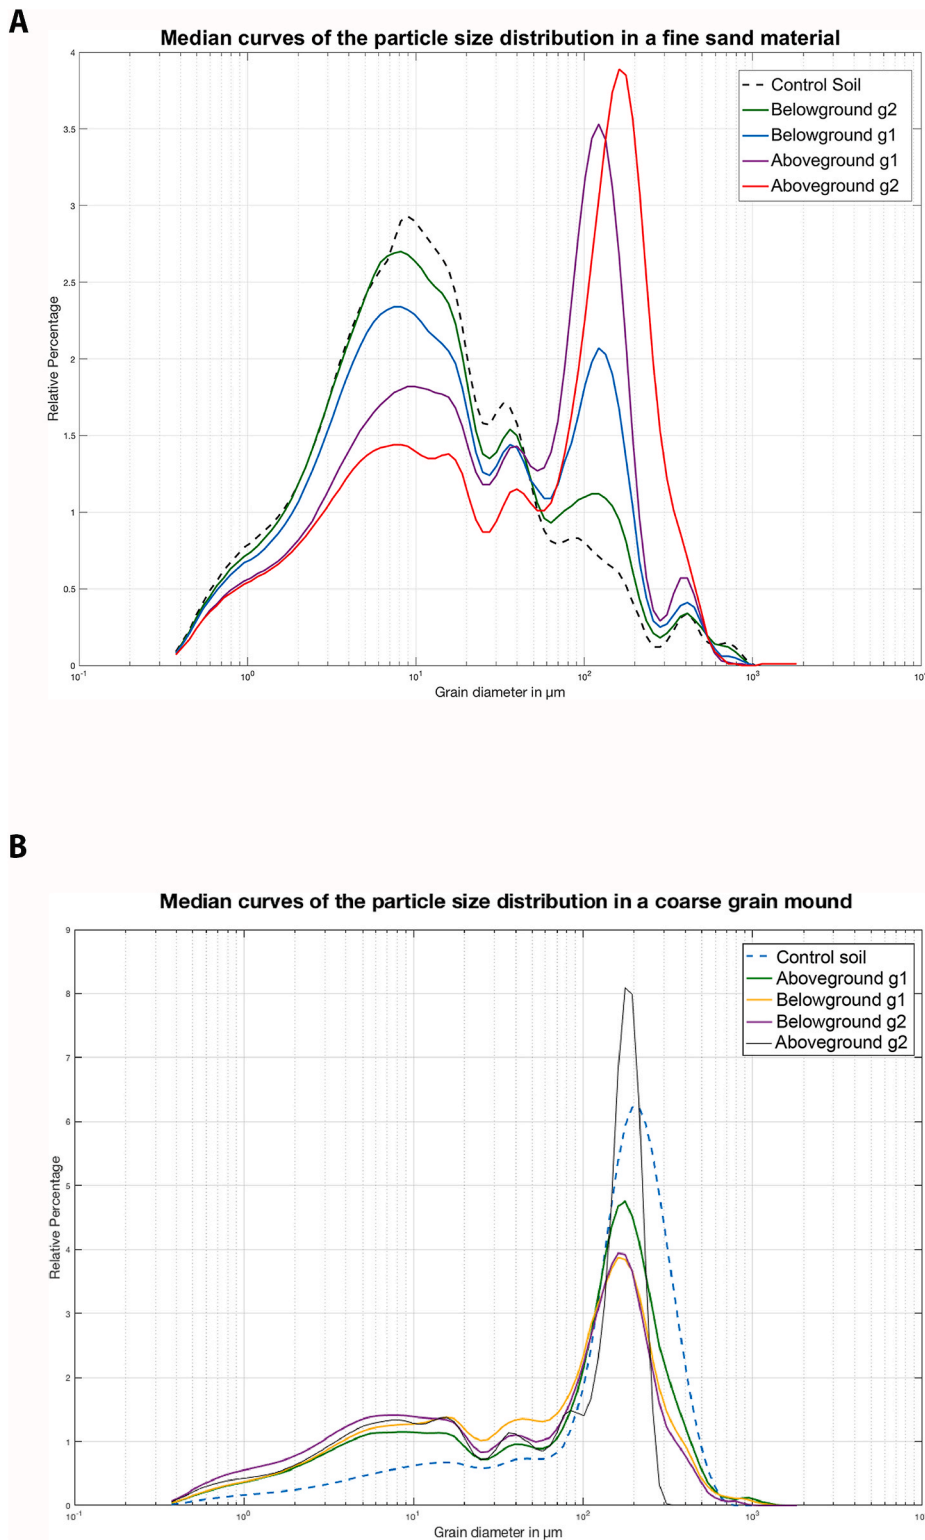 A
Median curves of the particle size distribution in a fine sand material
4
3.5
3
2.5
2
1.5
1
0.5
0
Relative Percentage
Control Soil
Belowground g2
Belowground g1
Aboveground g1
Aboveground g2
10-1
100
101
102
103
10
Grain diameter in µm
B
Median curves of the particle size distribution in a coarse grain mound
9
8
7
6
5
4
3
2
1
0
Relative Percentage
Control soil
Aboveground g1
Belowground g1
Belowground g2
Aboveground g2
10-1
100
101
102
103
10
Grain diameter in µm